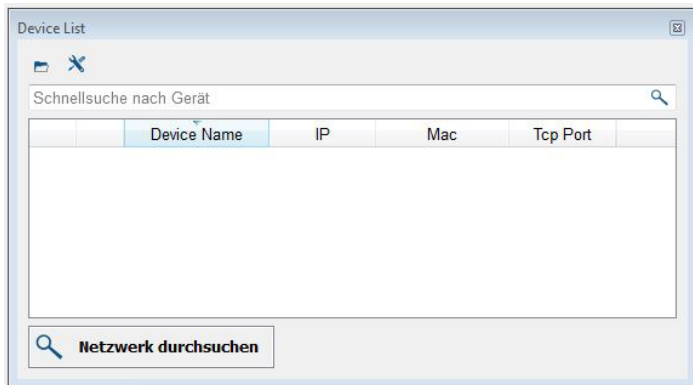 Device List
Schnellsuche nach Gerät
Device Name IP Mac Tcp Port
Netzwerk durchsuchen